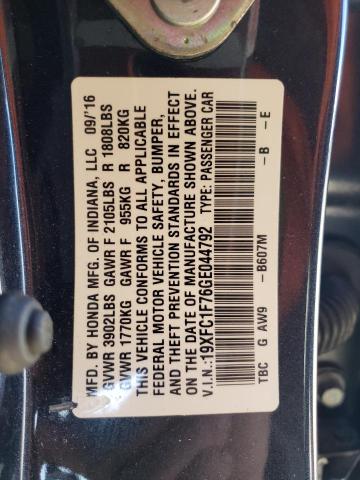 MFD. BY HONDA MFG. OF INDIANA, LLC 09/16
GVWR 3902LBS GAWR F 2105LBS R 1808LBS
GVWR 1770KG GAWR F 955KG R 820KG
THIS VEHICLE CONFORMS TO ALL APPLICABLE
FEDERAL MOTOR VEHICLE SAFETY, BUMPER,
AND THEFT PREVENTION STANDARDS IN EFFECT
ON THE DATE OF MANUFACTURE SHOWN ABOVE.
V.I.N.: 19XFC1F76GE044792 TYPE: PASSENGER CAR
TBC G AW9 - B607M - B - E